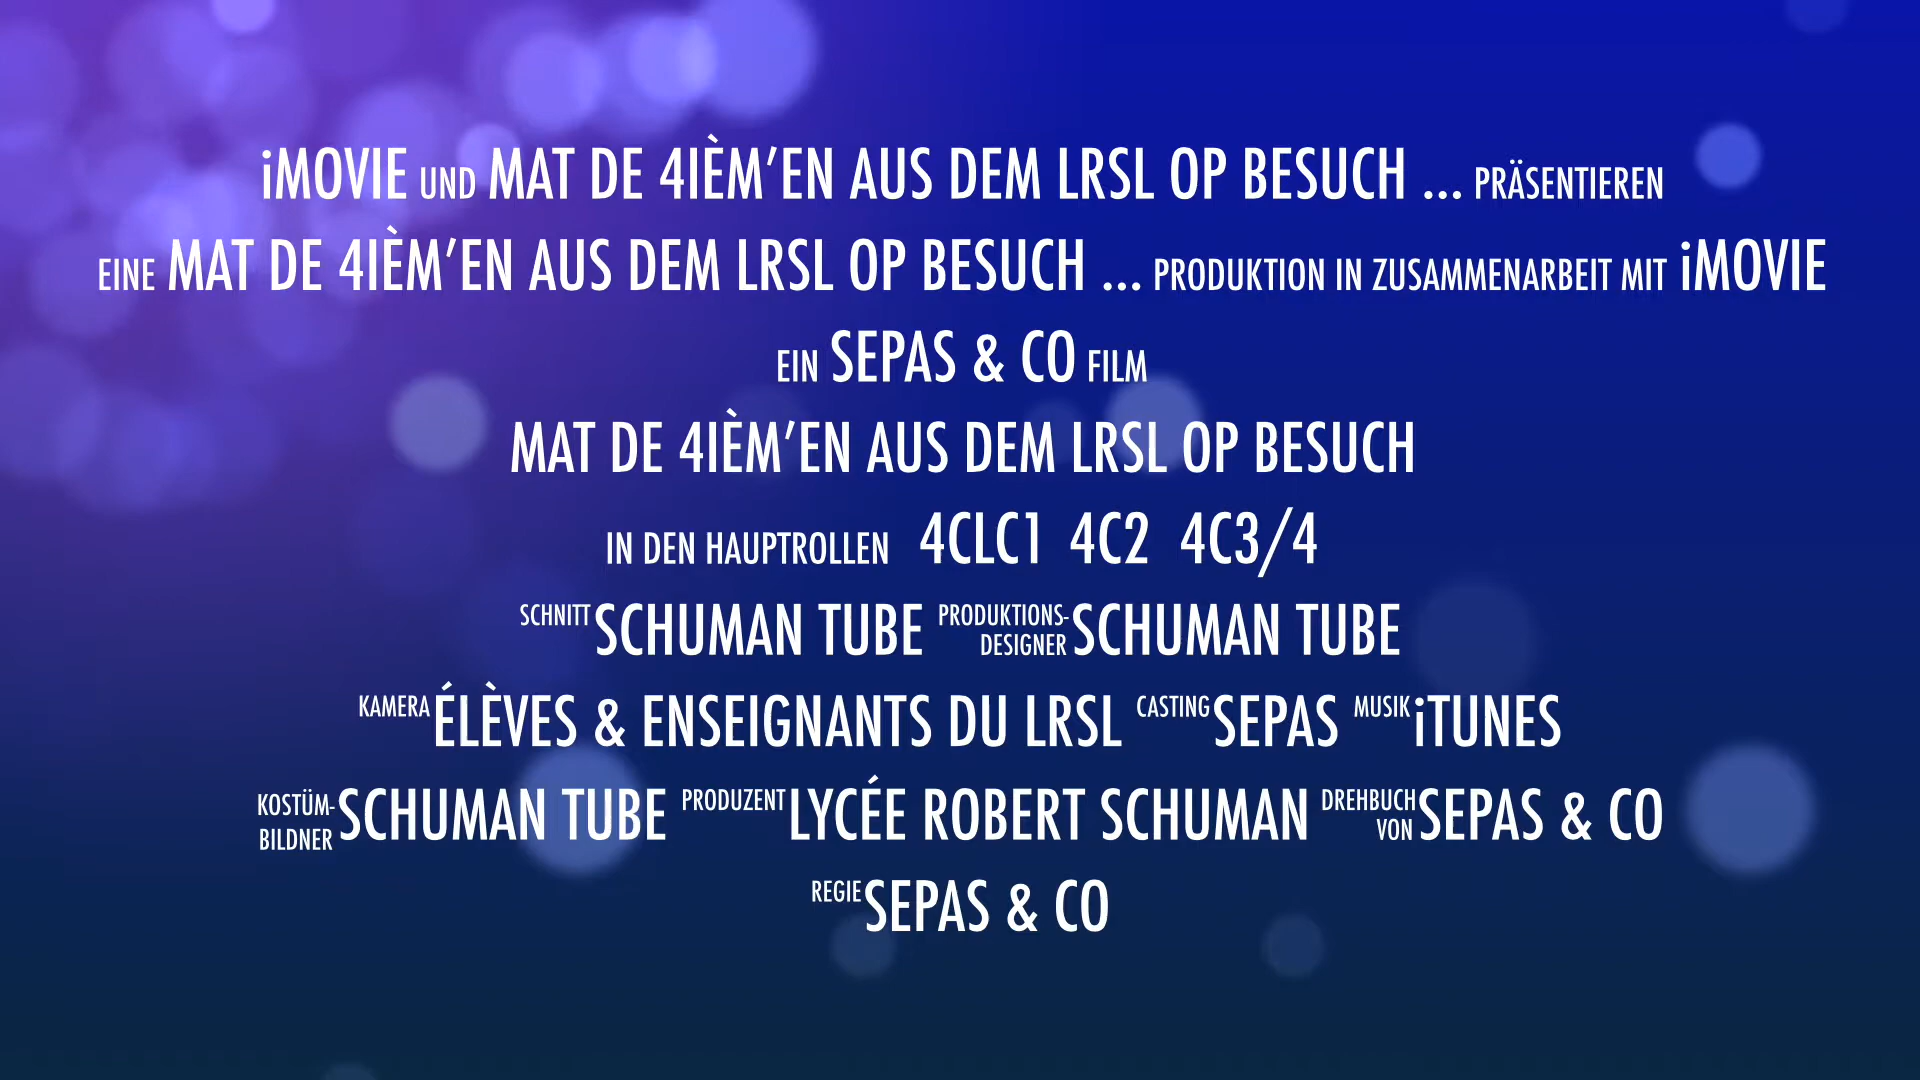 iMOVIE UND MAT DE 4IÈM’EN AUS DEM LRSL OP BESUCH ... PRÄSENTIEREN
EINE MAT DE 4IÈM’EN AUS DEM LRSL OP BESUCH ... PRODUKTION IN ZUSAMMENARBEIT MIT iMOVIE
EIN SEPAS & CO FILM
MAT DE 4IÈM’EN AUS DEM LRSL OP BESUCH
IN DEN HAUPTROLLEN 4CLC1 4C2 4C3/4
SCHNITT SCHUMAN TUBE PRODUKTIONS-DESIGNER SCHUMAN TUBE
KAMERA ÉLÈVES & ENSEIGNANTS DU LRSL CASTING SEPAS MUSIK iTUNES
KOSTÜM-BILDNER SCHUMAN TUBE PRODUZENT LYCÉE ROBERT SCHUMAN DREHBUCH VON SEPAS & CO
REGIE SEPAS & CO